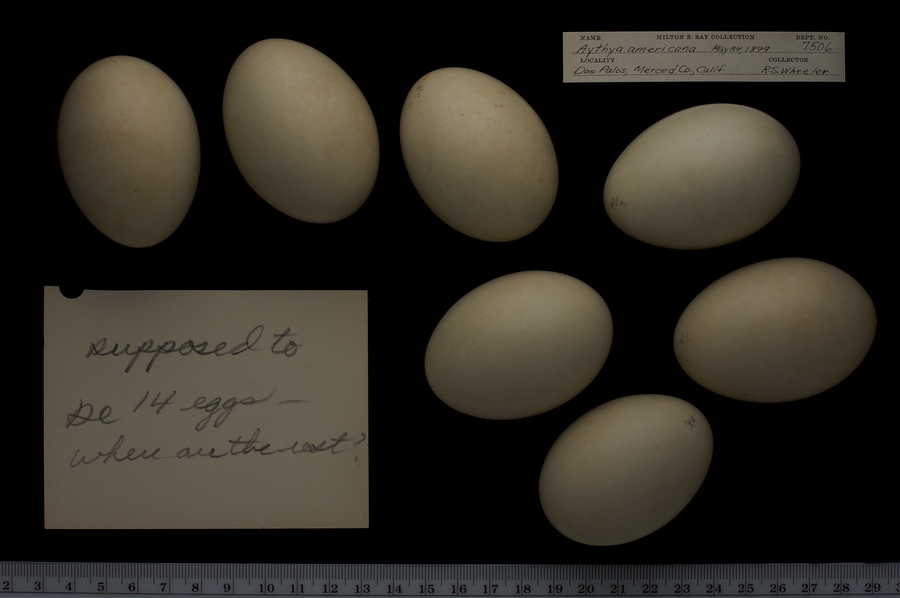 NAME MILTON S. RAY COLLECTION DEPT. NO.
Aythya americana May 24, 1899 7506
LOCALITY COLLECTOR
Dos Palos, Merced Co., Calif R.S. Wheeler
supposed to
be 14 eggs —
where are the rest?
2 3 4 5 6 7 8 9 10 11 12 13 14 15 16 17 18 19 20 21 22 23 24 25 26 27 28 29